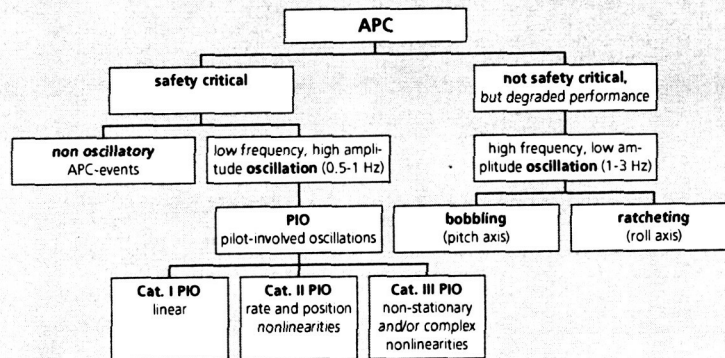 APC
safety critical
not safety critical,
but degraded performance
non oscillatory
APC-events
low frequency, high ampli-
tude oscillation (0.5-1 Hz)
high frequency, low am-
plitude oscillation (1-3 Hz)
PIO
pilot-involved oscillations
bobbling
(pitch axis)
ratcheting
(roll axis)
Cat. I PIO
linear
Cat. II PIO
rate and position
nonlinearities
Cat. III PIO
non-stationary
and/or complex
nonlinearities